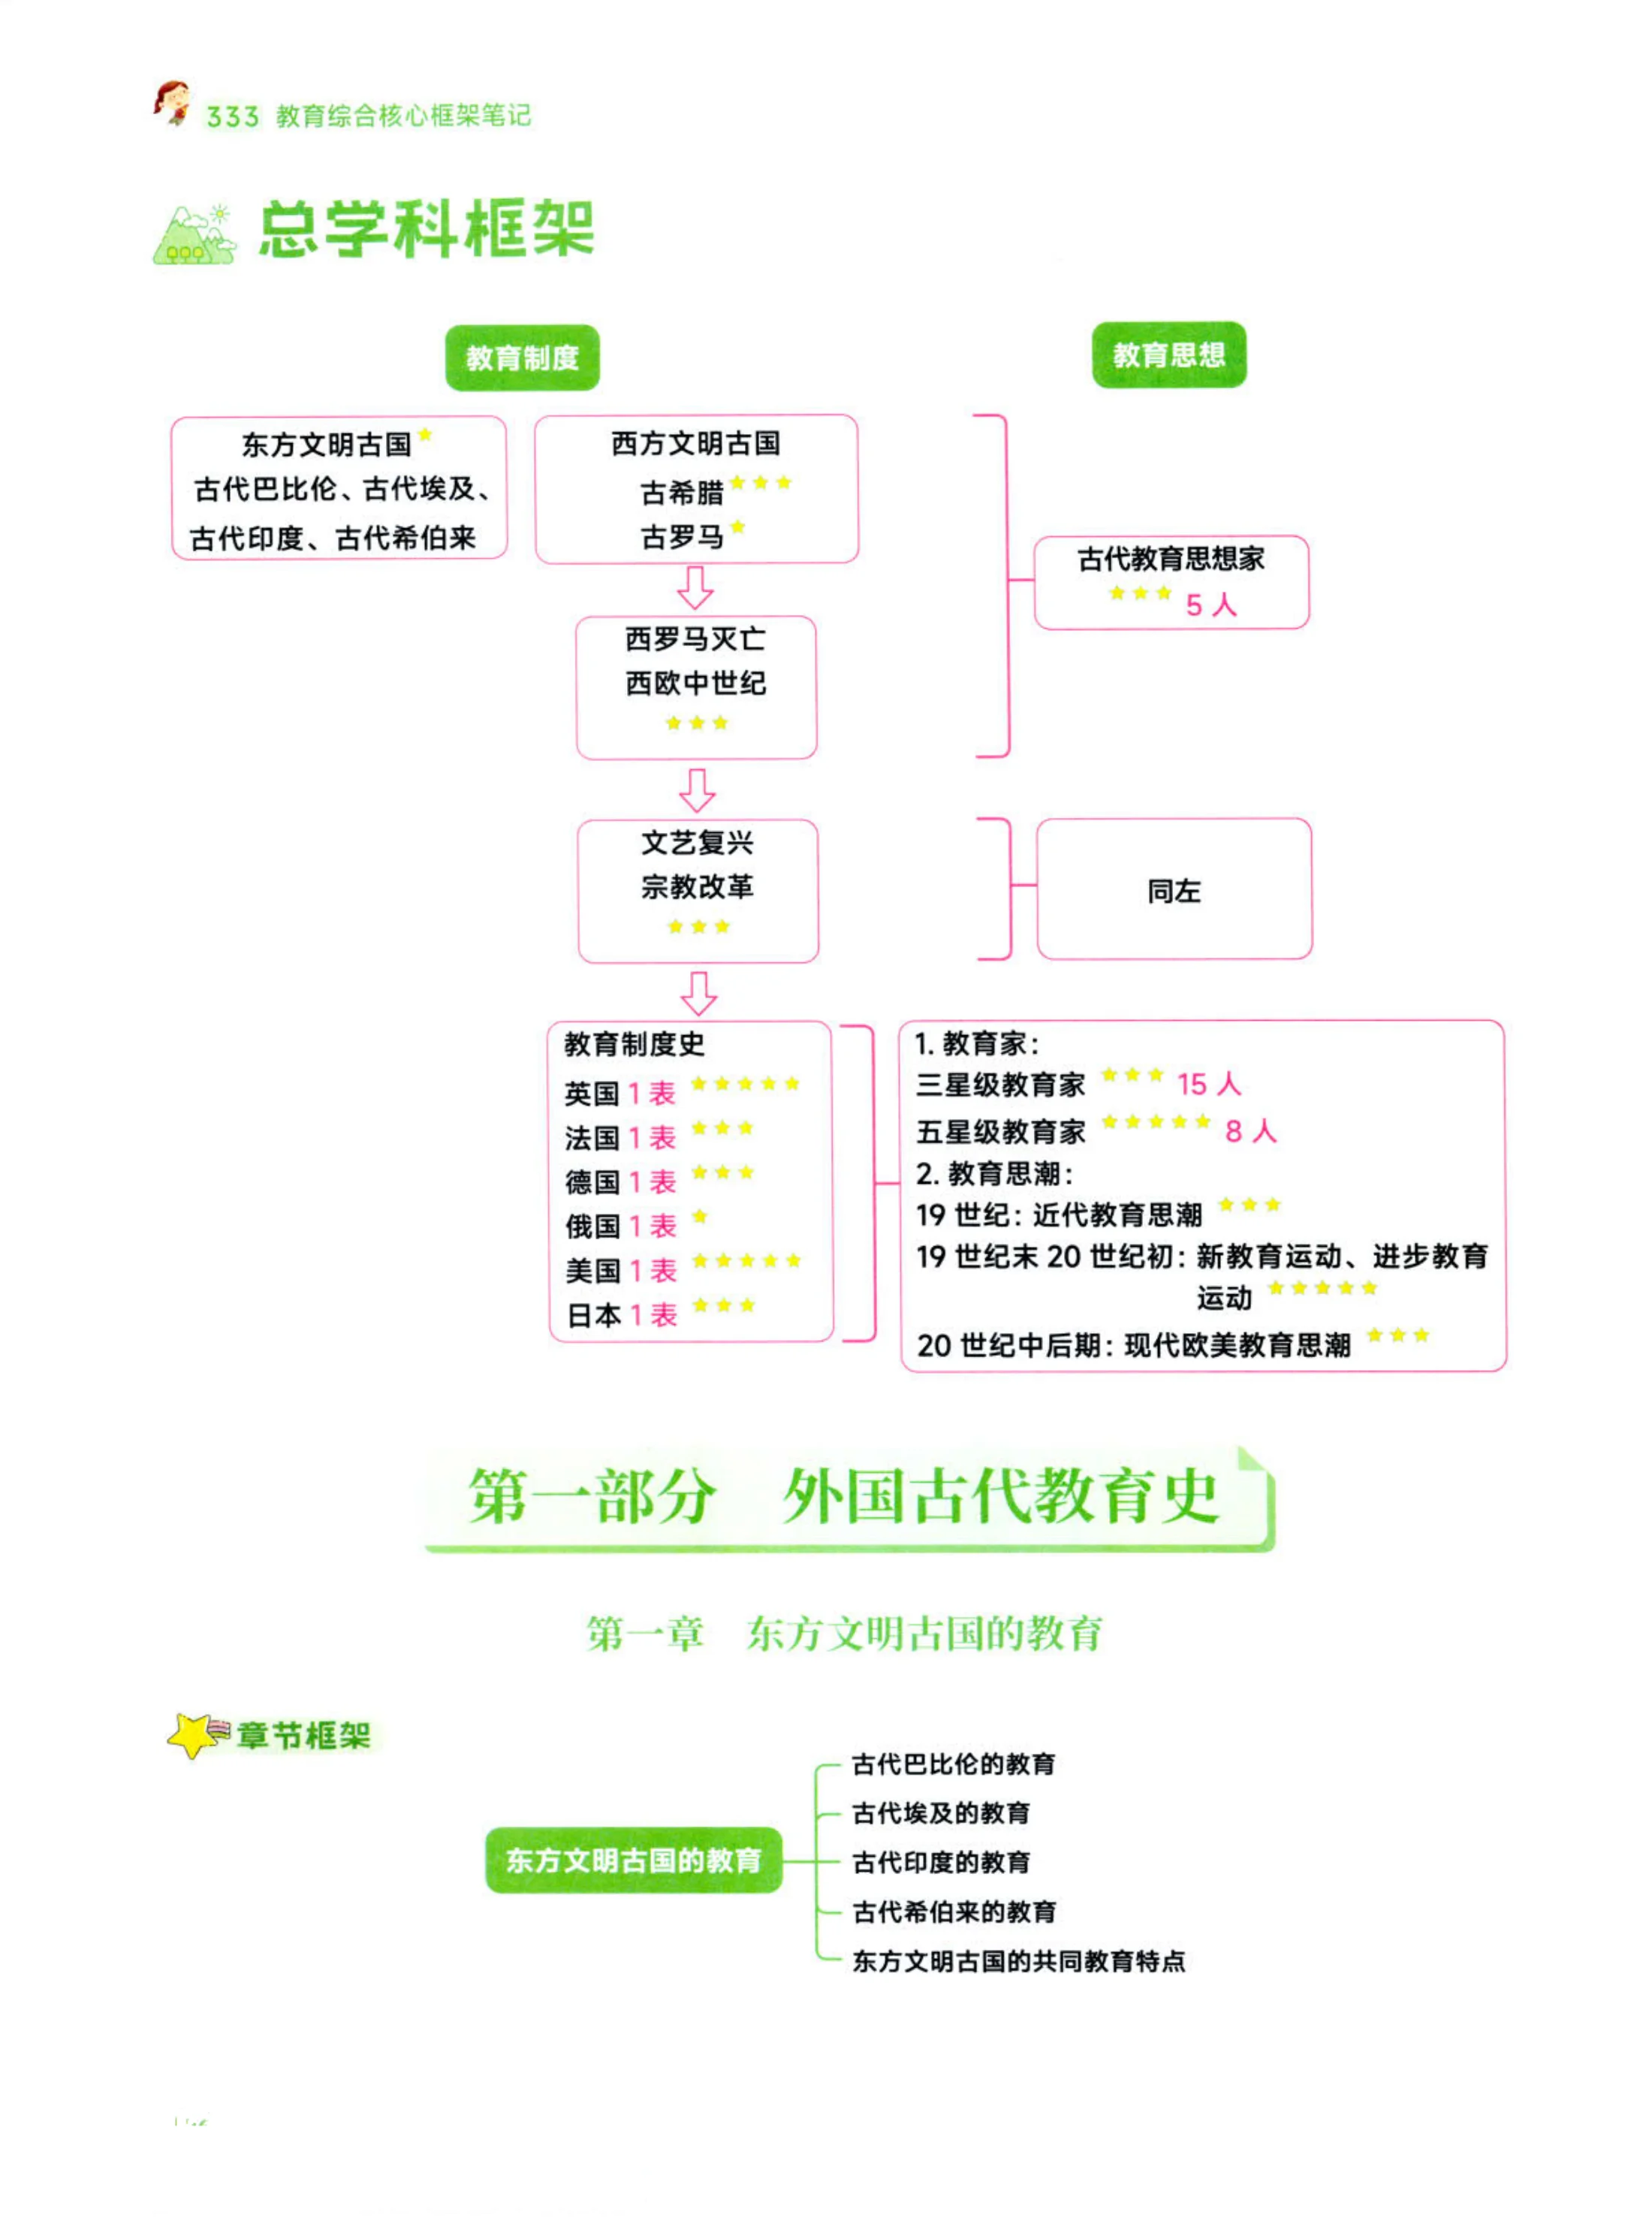 333 教育综合核心框架笔记
总学科框架
教育制度
教育思想
东方文明古国★
古代巴比伦、古代埃及、
古代印度、古代希伯来
西方文明古国
古希腊★★★
古罗马★
西罗马灭亡
西欧中世纪
★★★
古代教育思想家
★★★ 5 人
文艺复兴
宗教改革
★★★
同左
教育制度史
英国 1 表 ★★★★★
法国 1 表 ★★★
德国 1 表 ★★★
俄国 1 表 ★
美国 1 表 ★★★★★
日本 1 表 ★★★
1. 教育家：
三星级教育家 ★★★ 15 人
五星级教育家 ★★★★★ 8 人
2. 教育思潮：
19 世纪：近代教育思潮 ★★★
19 世纪末 20 世纪初：新教育运动、进步教育
运动 ★★★★★
20 世纪中后期：现代欧美教育思潮 ★★★
第一部分 外国古代教育史
第一章 东方文明古国的教育
章节框架
东方文明古国的教育
古代巴比伦的教育
古代埃及的教育
古代印度的教育
古代希伯来的教育
东方文明古国的共同教育特点